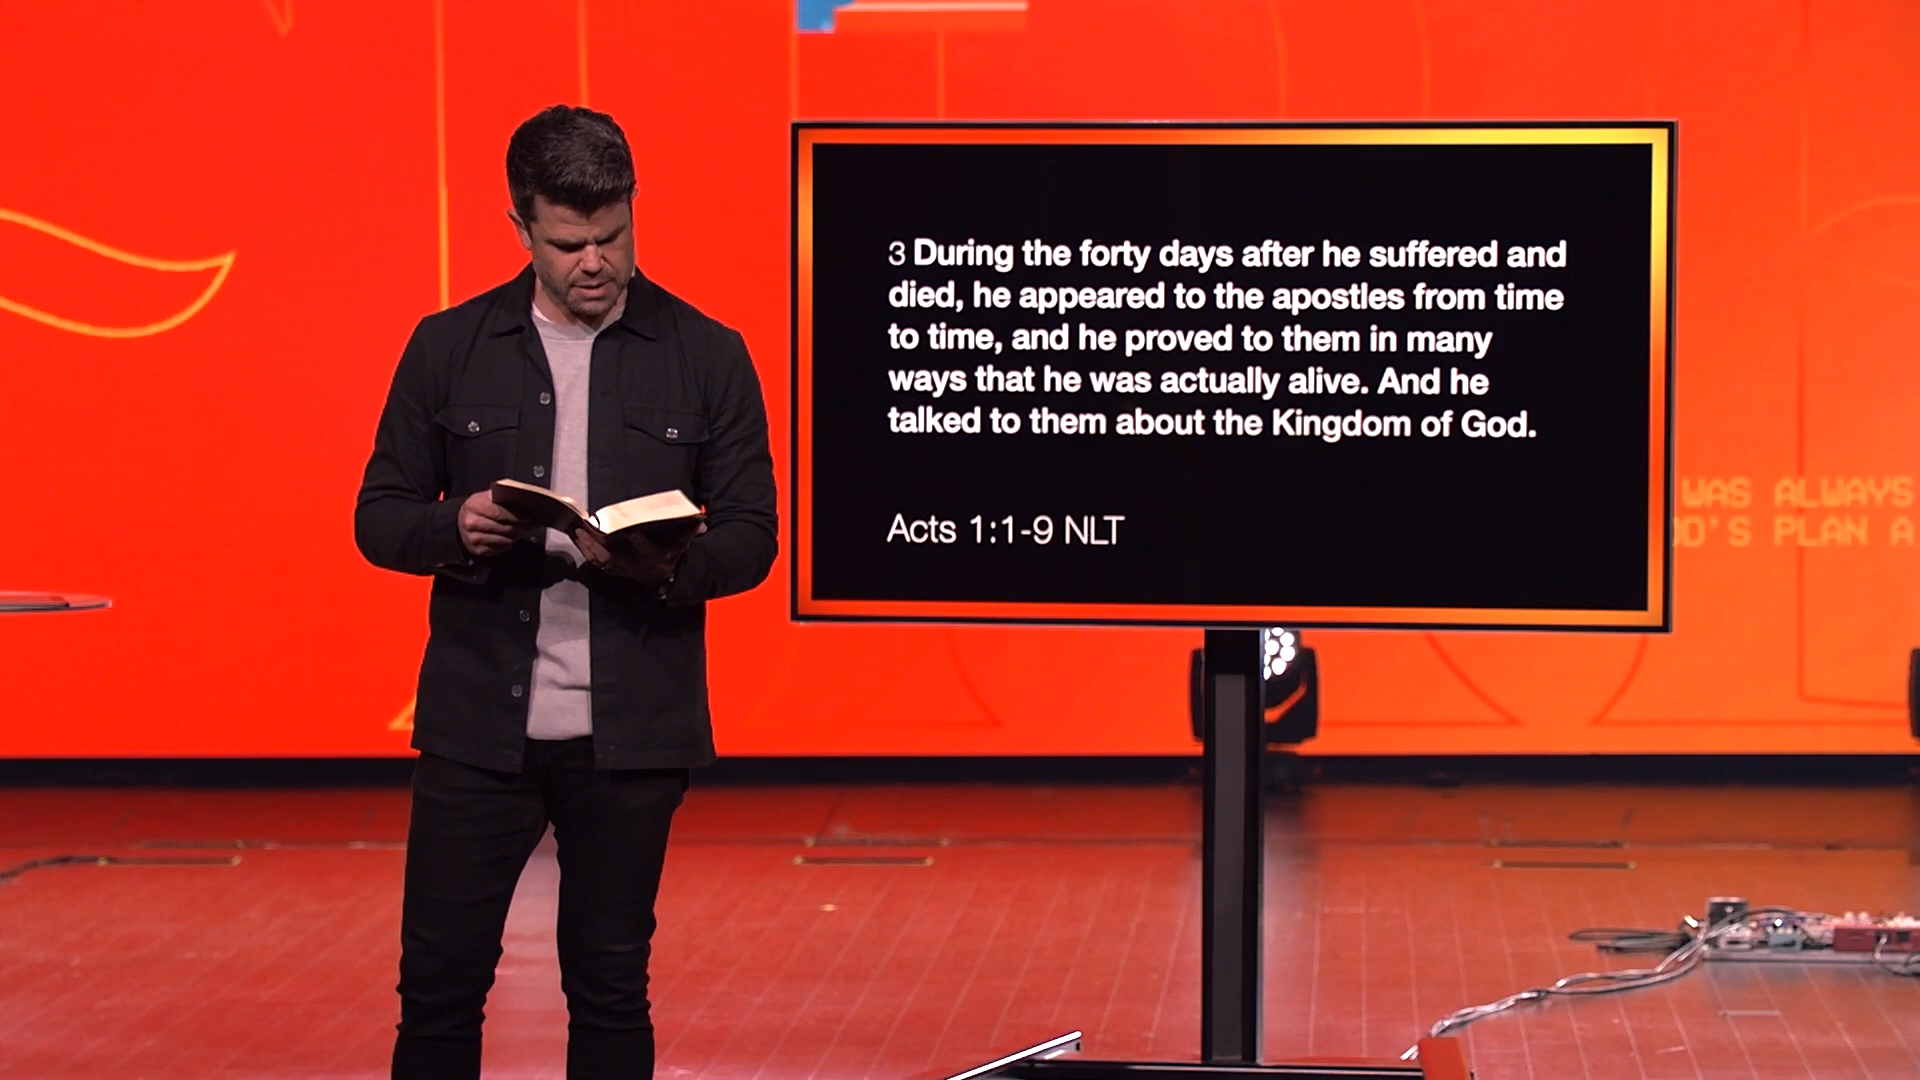 3 During the forty days after he suffered and
died, he appeared to the apostles from time
to time, and he proved to them in many
ways that he was actually alive. And he
talked to them about the Kingdom of God.
Acts 1:1-9 NLT
WAS ALWAYS
D'S PLAN A